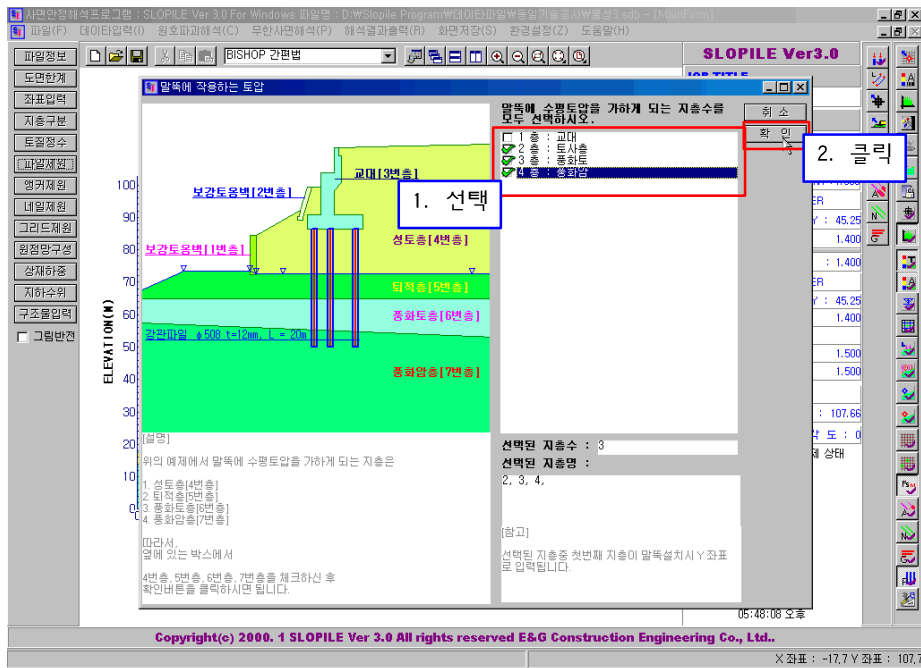 사면안정해석프로그램 : SLOPILE Ver 3.0 For Windows 파일명 : D:₩Slopile Program₩데이터파일₩동일기술공사₩물성3.sdb - [MainForm]
파일(F) 데이타입력(I) 원호파괴해석(C) 무한사면해석(P) 해석결과출력(R) 화면저장(S) 환경설정(Z) 도움말(H)
파일정보
도면한계
좌표입력
지층구분
토질정수
파일제원
앵커제원
네일제원
그리드제원
원점망구성
상재하중
지하수위
구조물입력
그림반전
BISHOP 간편법
SLOPILE Ver3.0
JOB TITLE
말뚝에 작용하는 토압
말뚝에 수평토압을 가하게 되는 지층수를
모두 선택하시오.
취 소
확 인
1 층 : 교대
2 층 : 토사층
3 층 : 풍화토
4 층 : 풍화암
1. 선택
2. 클릭
ELEVATION(M)
100
90
80
70
60
50
40
30
20
10
0
교대[3번층]
보강토옹벽[2번층]
보강토옹벽[1번층]
성토층[4번층]
퇴적층[5번층]
풍화토층[6번층]
강관파일 φ508 t=12mm, L = 20m
풍화암층[7번층]
[설명]
위의 예제에서 말뚝에 수평토압을 가하게 되는 지층은
1. 성토층[4번층]
2. 퇴적층[5번층]
3. 풍화토층[6번층]
4. 풍화암층[7번층]
따라서,
옆에 있는 박스에서
4번층, 5번층, 6번층, 7번층을 체크하신 후
확인버튼을 클릭하시면 됩니다.
선택된 지층수 : 3
선택된 지층명 :
2, 3, 4,
[참고]
선택된 지층중 첫번째 지층이 말뚝설치시 Y 좌표
로 입력됩니다.
ER
Y : 45.25
1.400
: 1.400
ER
Y : 45.25
1.400
1.500
1.500
: 107.66
각 도 : 0
제 상태
05:48:08 오후
Copyright(c) 2000. 1 SLOPILE Ver 3.0 All rights reserved E&G Construction Engineering Co., Ltd..
X 좌표 : -17,7 Y 좌표 : 107,7